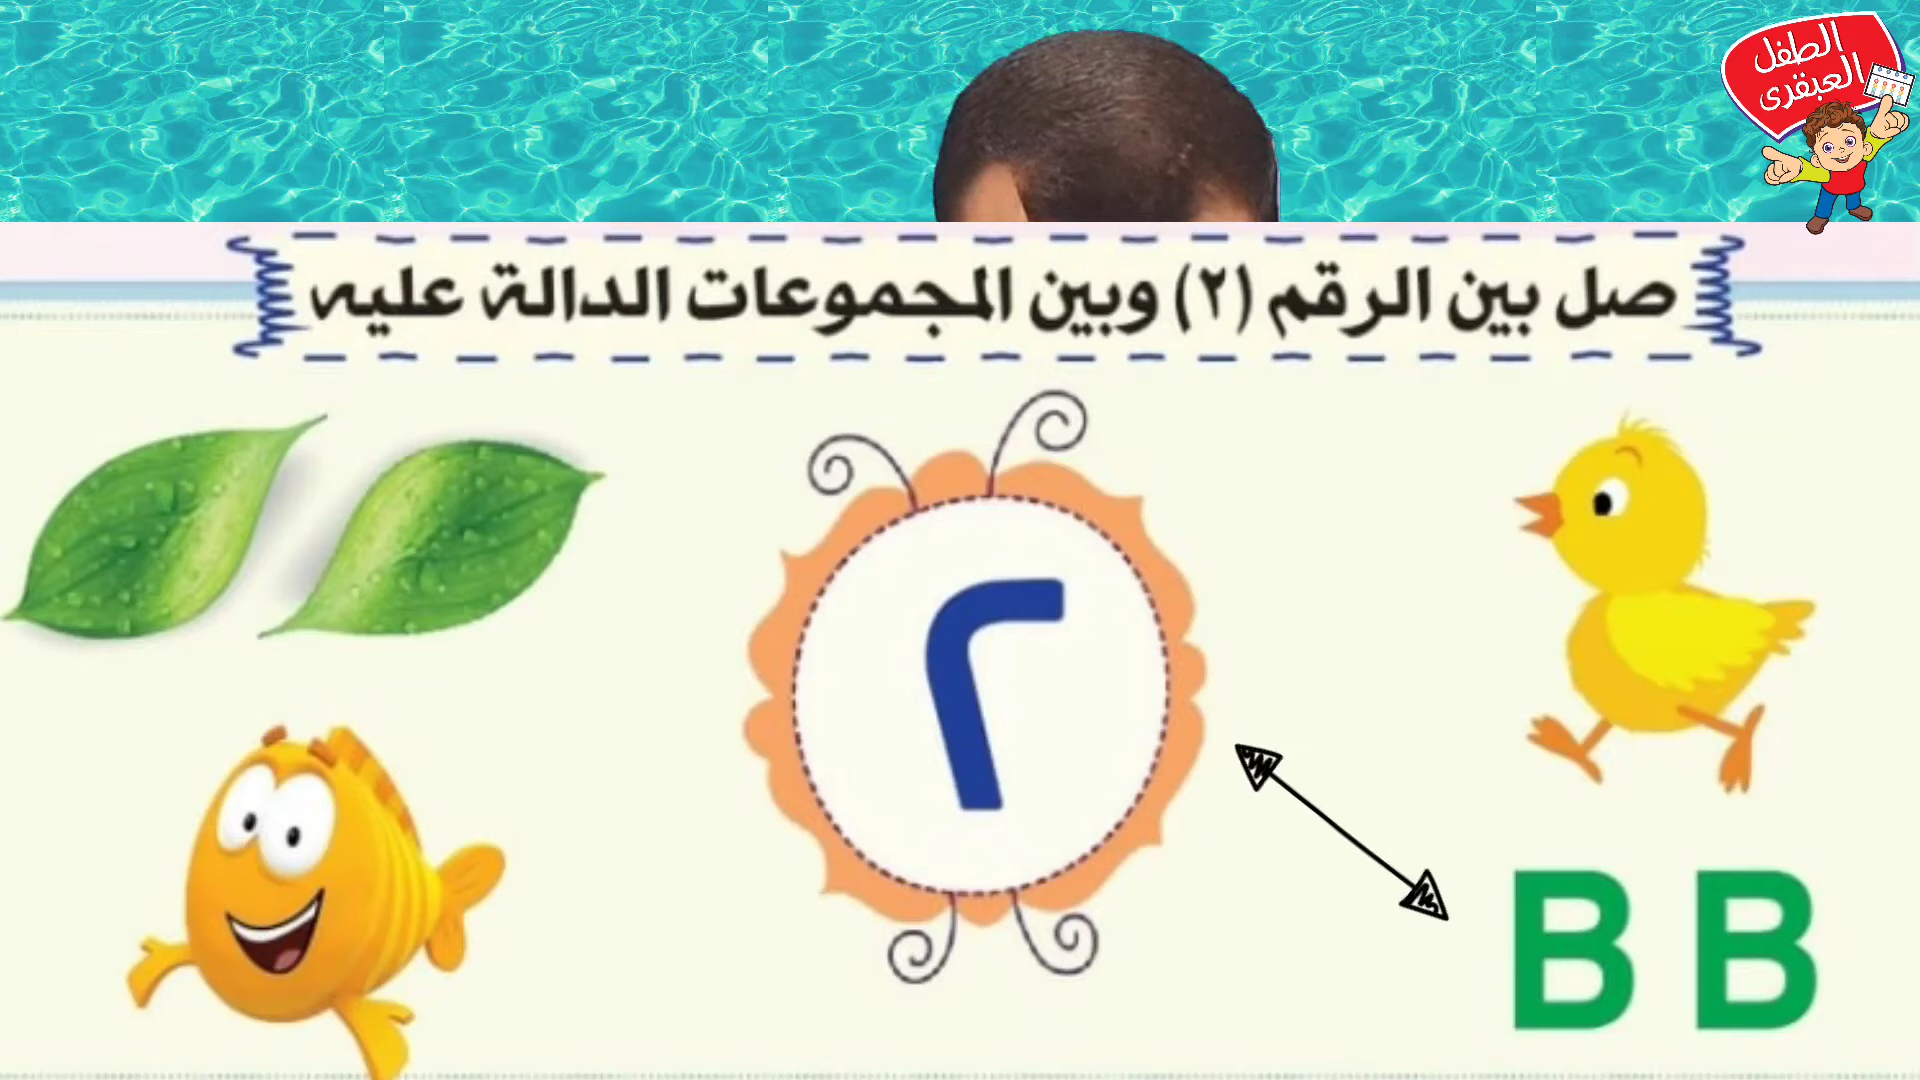 الطفل
العبقرى
صل بين الرقم (٢) وبين المجموعات الدالة عليه
٢
B B